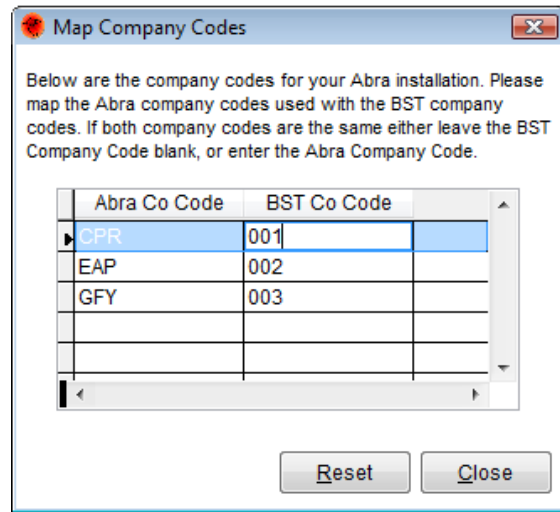 Map Company Codes
Below are the company codes for your Abra installation. Please
map the Abra company codes used with the BST company
codes. If both company codes are the same either leave the BST
Company Code blank, or enter the Abra Company Code.
Abra Co Code BST Co Code
CPR 001
EAP 002
GFY 003
Reset Close